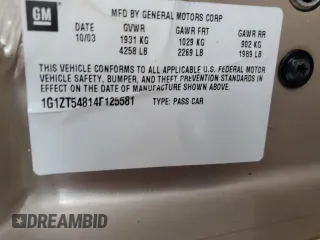 GM
MFD BY GENERAL MOTORS CORP
10/03 GVWR GAWR FRT GAWR RR
1931 KG 1029 KG 902 KG
4258 LB 2269 LB 1989 LB
THIS VEHICLE CONFORMS TO ALL APPLICABLE U.S. FEDERAL MOTOR
VEHICLE SAFETY, BUMPER, AND THEFT PREVENTION STANDARDS IN
EFFECT ON THE DATE OF MANUFACTURE SHOWN ABOVE.
1G1ZT54814F125581 TYPE: PASS CAR
DREAMBID